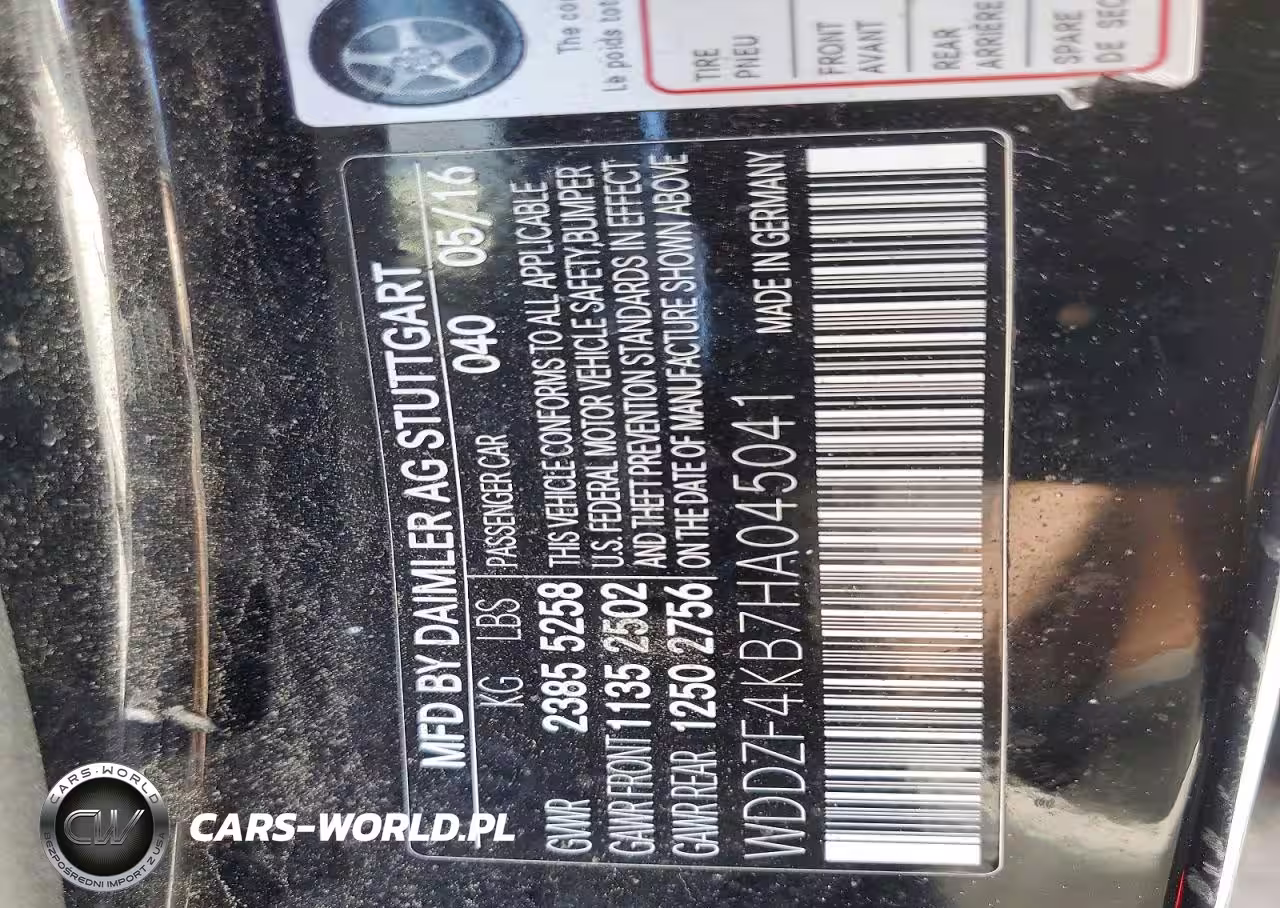 The co
Le poids tot
TIRE
PNEU
FRONT
AVANT
REAR
ARRIÈRE
SPARE
DE SEC
MFD BY DAIMLER AG STUTTGART
040 05/16
KG LBS PASSENGER CAR
GVWR 2385 5258
GAWR FRONT 1135 2502
GAWR REAR 1250 2756
THIS VEHICLE CONFORMS TO ALL APPLICABLE
U.S. FEDERAL MOTOR VEHICLE SAFETY, BUMPER
AND THEFT PREVENTION STANDARDS IN EFFECT
ON THE DATE OF MANUFACTURE SHOWN ABOVE
WDDZF4KB7HA045041 MADE IN GERMANY
CARS-WORLD
CW
BEZPOŚREDNI IMPORT Z USA
CARS-WORLD.PL